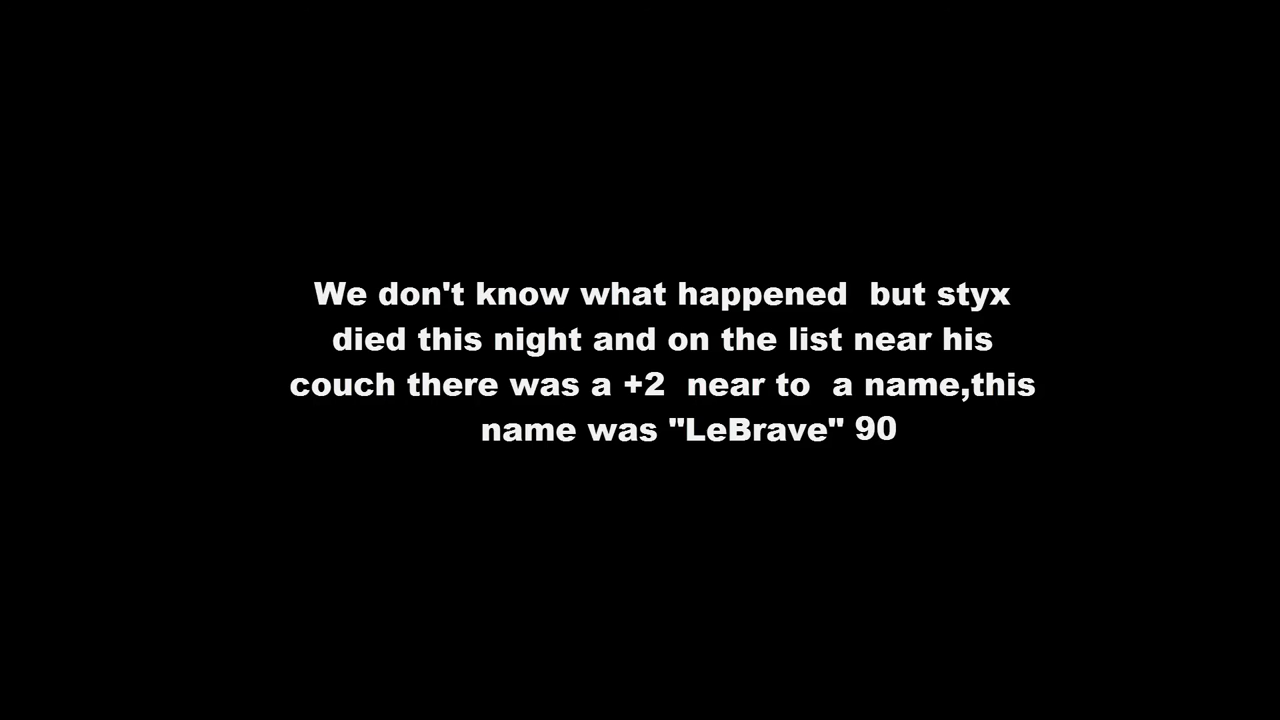 We don't know what happened  but styx
died this night and on the list near his
couch there was a +2  near to  a name,this
name was "LeBrave" 90